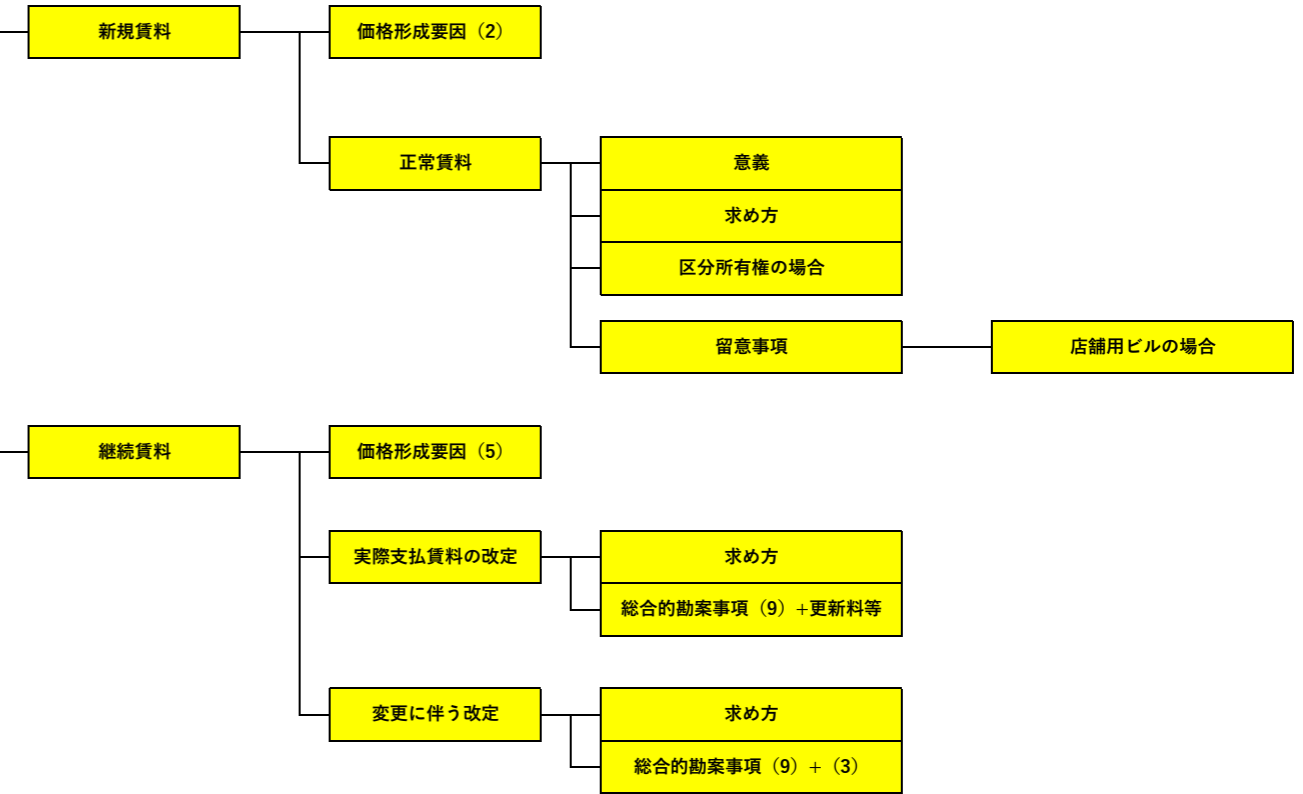 新規賃料
価格形成要因（2）
正常賃料
意義
求め方
区分所有権の場合
留意事項
店舗用ビルの場合
継続賃料
価格形成要因（5）
実際支払賃料の改定
求め方
総合的勘案事項（9）+更新料等
変更に伴う改定
求め方
総合的勘案事項（9）+（3）